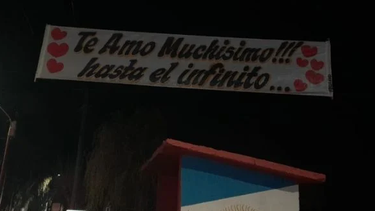 Te Amo Muchisimo!!!
hasta el infinito...